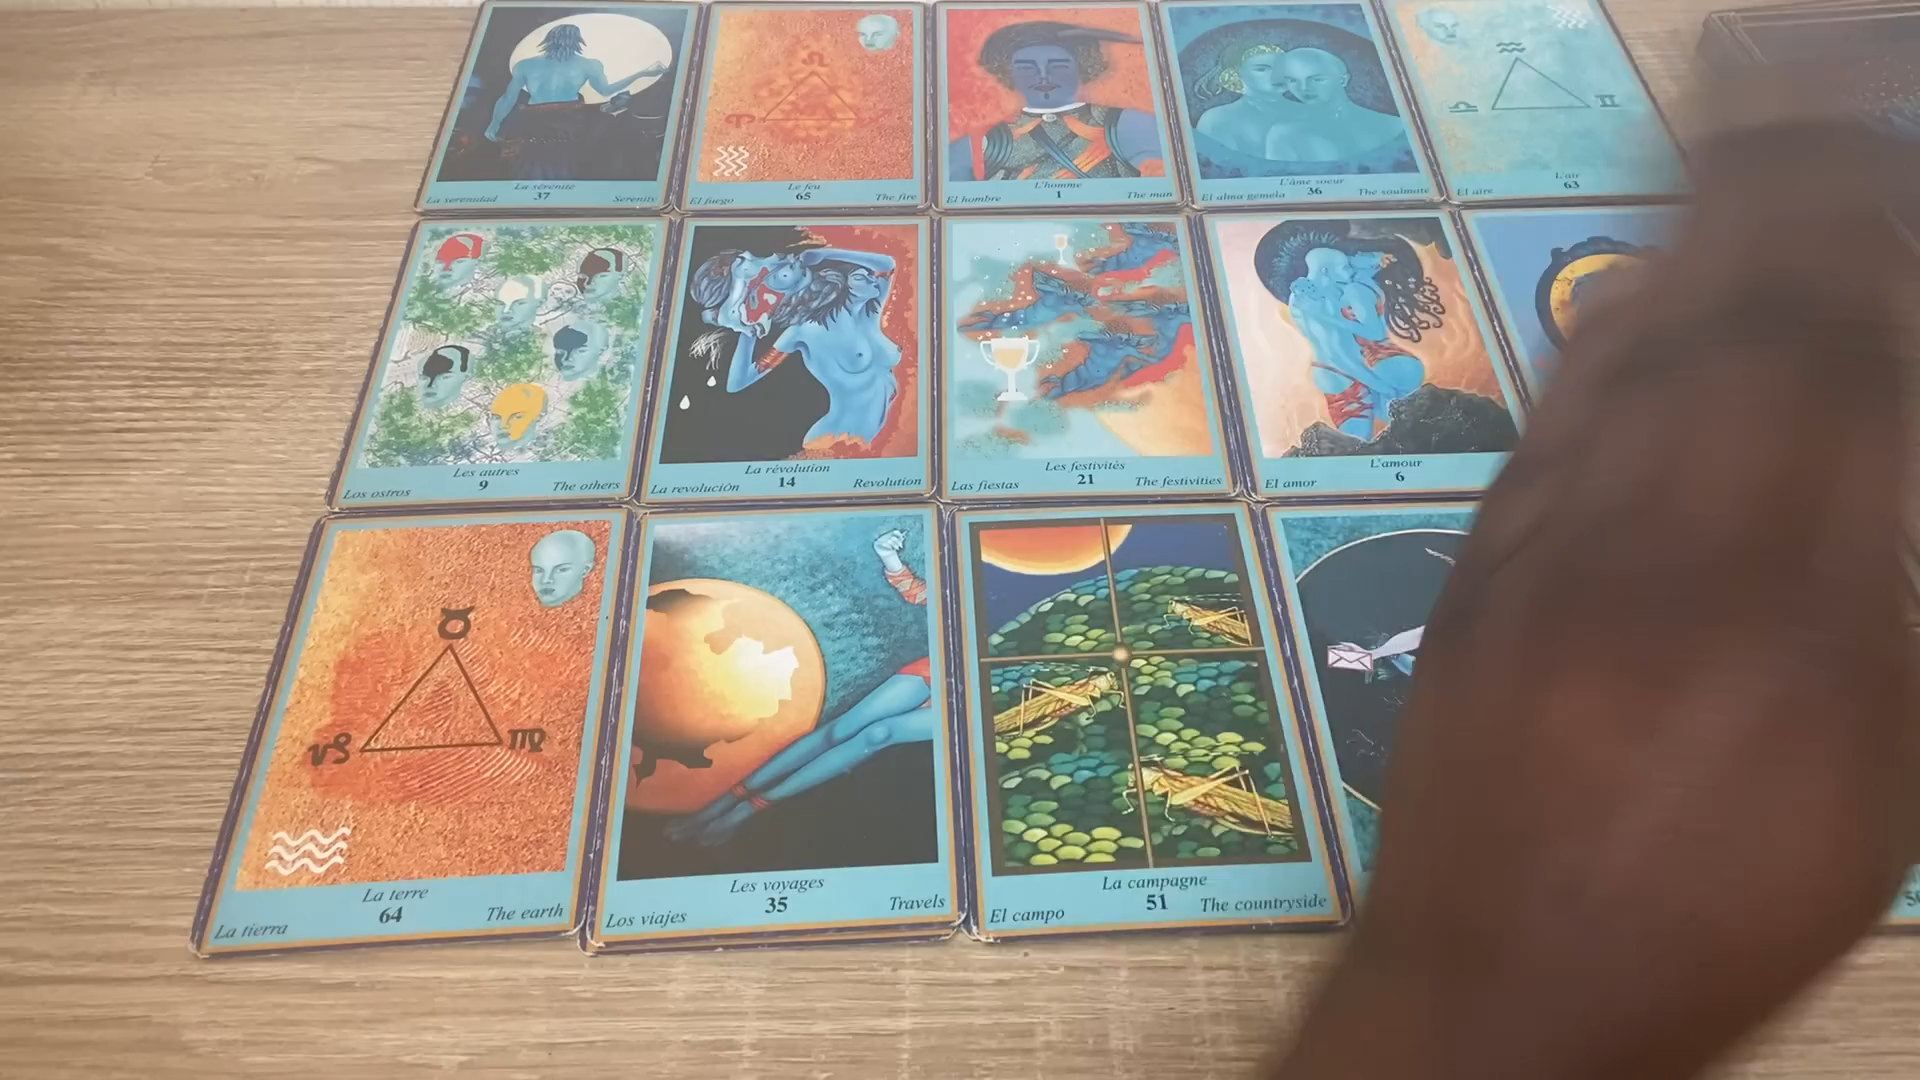 La sérénité
37
La serenidad Serenity
Le feu
65
El fuego The fire
L'homme
1
El hombre The man
L'âme soeur
36
El alma gemela The soulmate
L'air
63
El aire
Les autres
9
Los ostros The others
La révolution
14
La revolución Revolution
Les festivités
21
Las fiestas The festivities
L'amour
6
El amor
La terre
64
La tierra The earth
Les voyages
35
Los viajes Travels
La campagne
51
El campo The countryside